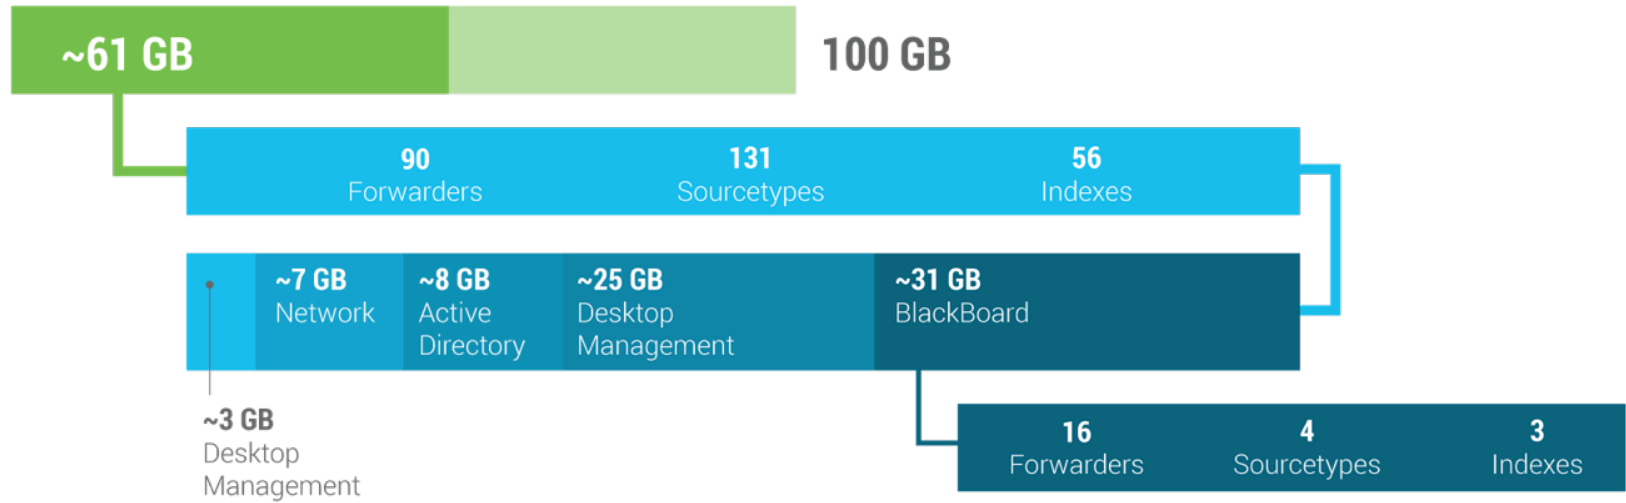 ~61 GB
100 GB
90
Forwarders
131
Sourcetypes
56
Indexes
~7 GB
Network
~8 GB
Active
Directory
~25 GB
Desktop
Management
~31 GB
BlackBoard
~3 GB
Desktop
Management
16
Forwarders
4
Sourcetypes
3
Indexes